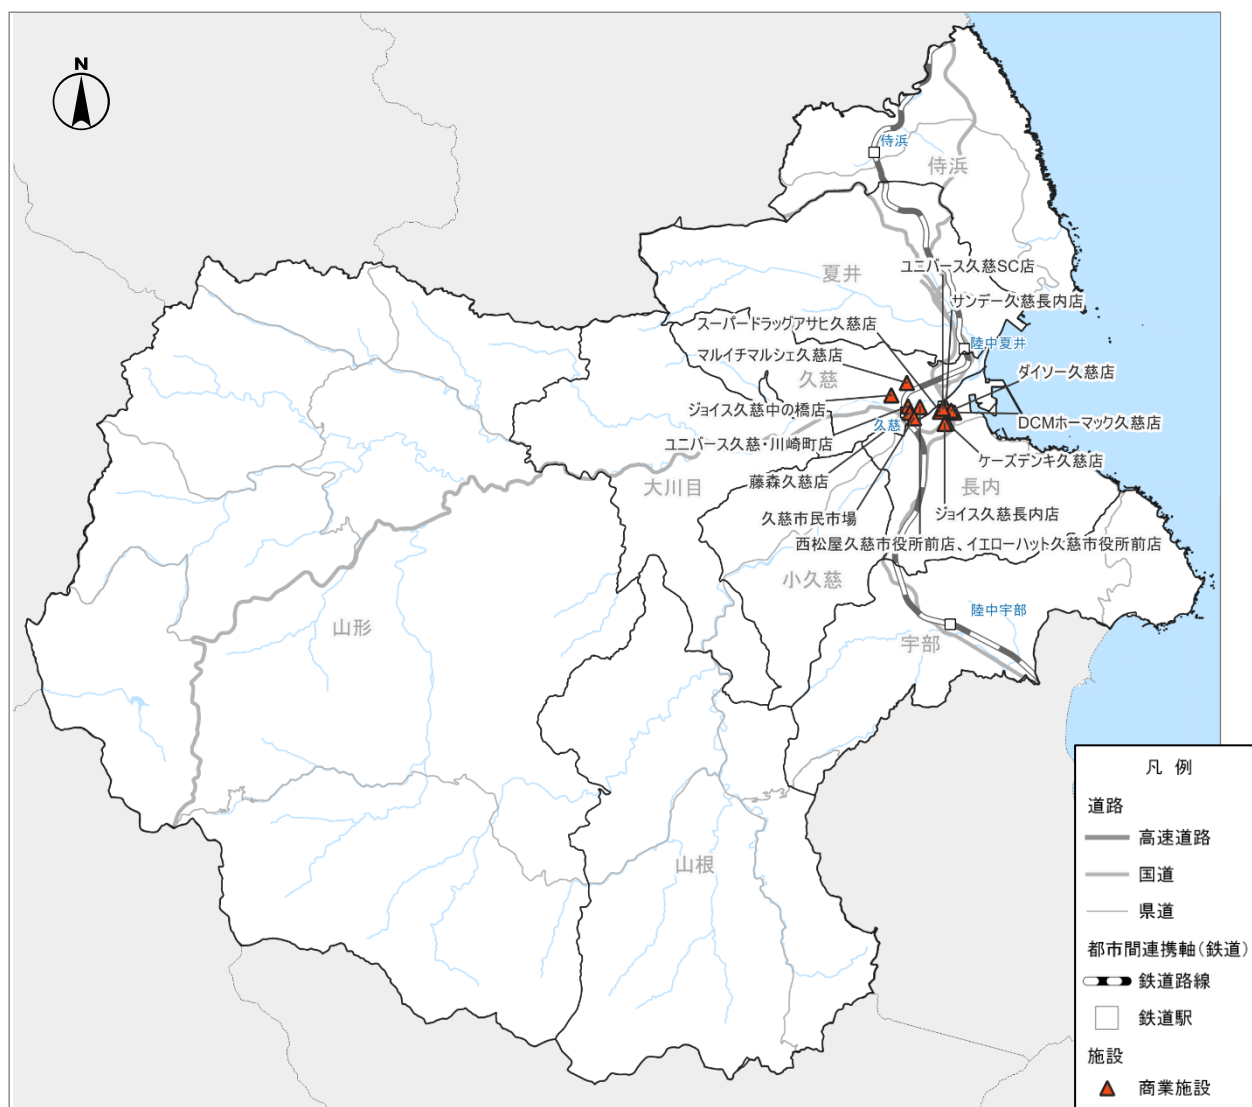 N
侍浜
侍浜
夏井
ユニバース久慈SC店
サンデー久慈長内店
スーパードラッグアサヒ久慈店
陸中夏井
マルイチマルシェ久慈店
久慈
ダイソー久慈店
ジョイス久慈中の橋店
久慈
DCMホーマック久慈店
ユニバース久慈・川崎町店
ケーズデンキ久慈店
藤森久慈店
大川目
長内
久慈市民市場
ジョイス久慈長内店
西松屋久慈市役所前店、イエローハット久慈市役所前店
小久慈
山形
陸中宇部
宇部
山根
凡 例
道路
高速道路
国道
県道
都市間連携軸(鉄道)
鉄道路線
鉄道駅
施設
商業施設